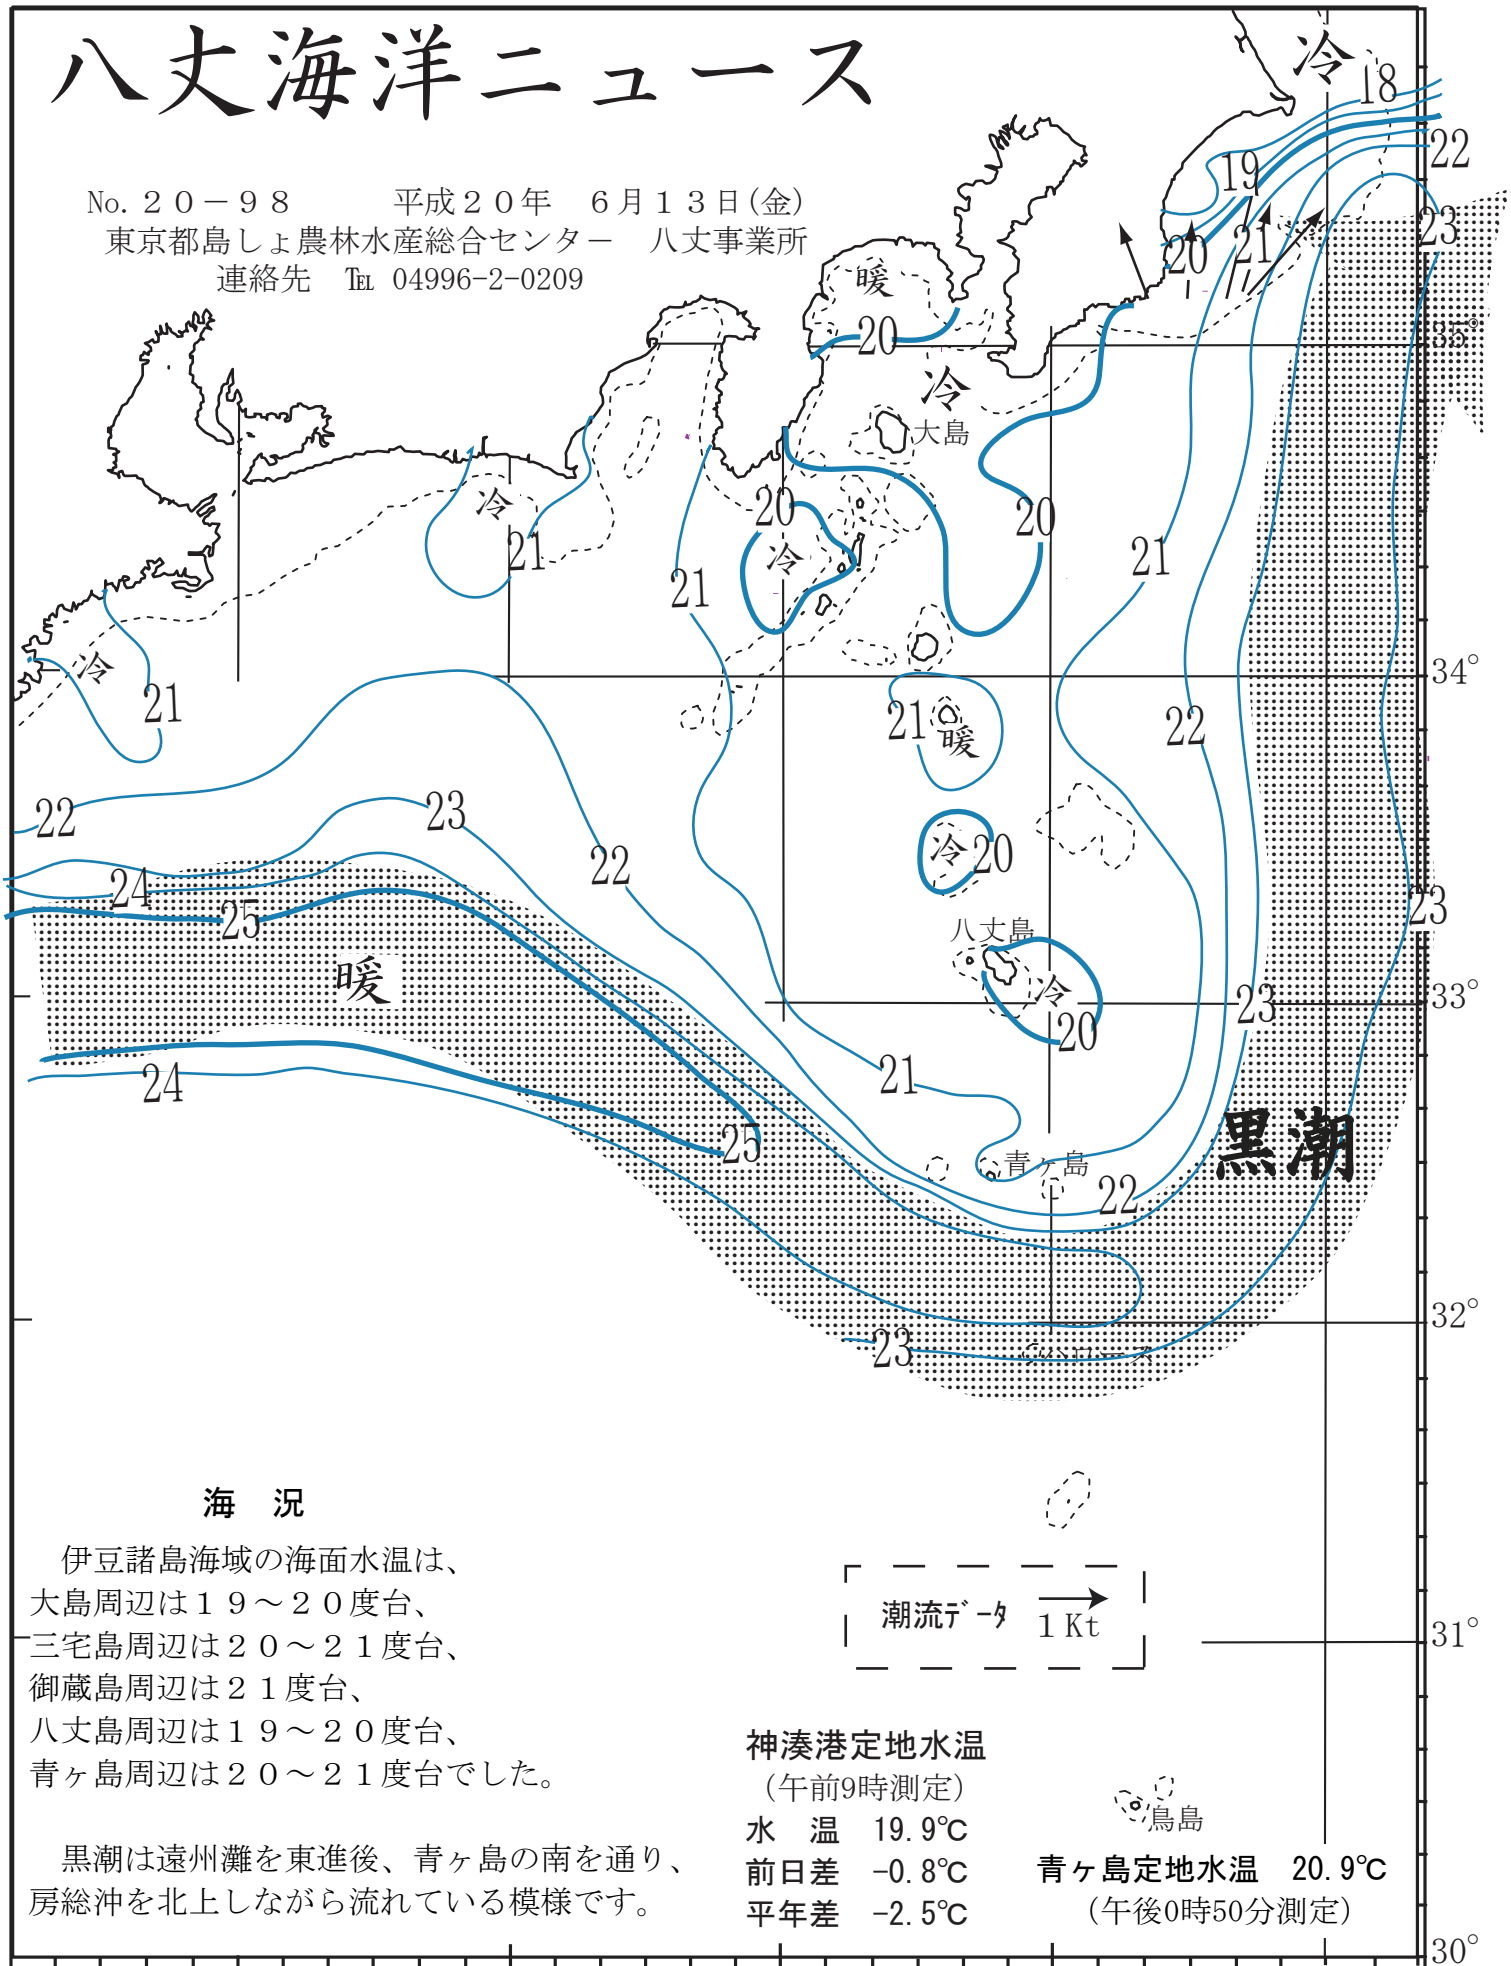 八丈海洋ニュース
No.２０－９８　平成２０年　６月１３日(金)
東京都島しょ農林水産総合センタ－　八丈事業所
連絡先　℡ 04996-2-0209
冷
18
22
19
23
20
21
暖
20
35°
冷
大島
20
冷
20
21
冷
21
21
34°
冷
21
21
暖
22
22
23
冷
20
22
24
25
23
八丈島
暖
冷
33°
23
20
21
24
黒潮
25
青ヶ島
22
32°
23
ベヨネース
海　況
伊豆諸島海域の海面水温は、
大島周辺は１９～２０度台、
三宅島周辺は２０～２１度台、
御蔵島周辺は２１度台、
八丈島周辺は１９～２０度台、
青ヶ島周辺は２０～２１度台でした。
黒潮は遠州灘を東進後、青ヶ島の南を通り、
房総沖を北上しながら流れている模様です。
潮流ﾃﾞｰﾀ
1 Kt
31°
神湊港定地水温
（午前9時測定）
水　温　19.9℃
前日差　-0.8℃
平年差　-2.5℃
鳥島
青ヶ島定地水温　20.9℃
（午後0時50分測定）
30°